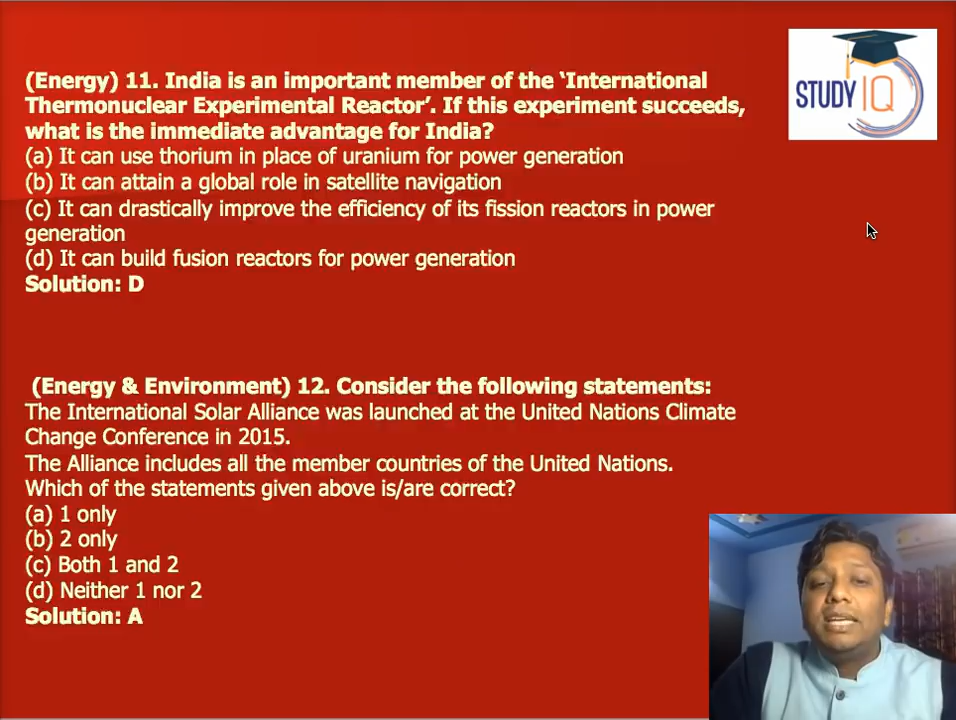 STUDY IQ
(Energy) 11. India is an important member of the ‘International
Thermonuclear Experimental Reactor’. If this experiment succeeds,
what is the immediate advantage for India?
(a) It can use thorium in place of uranium for power generation
(b) It can attain a global role in satellite navigation
(c) It can drastically improve the efficiency of its fission reactors in power
generation
(d) It can build fusion reactors for power generation
Solution: D
(Energy & Environment) 12. Consider the following statements:
The International Solar Alliance was launched at the United Nations Climate
Change Conference in 2015.
The Alliance includes all the member countries of the United Nations.
Which of the statements given above is/are correct?
(a) 1 only
(b) 2 only
(c) Both 1 and 2
(d) Neither 1 nor 2
Solution: A